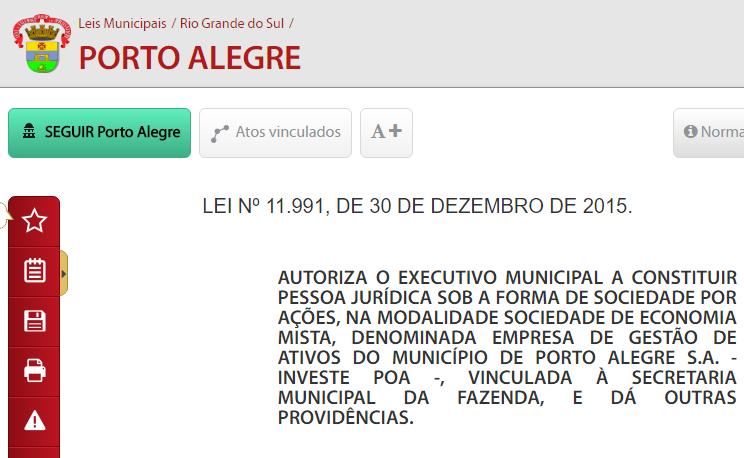 Leis Municipais / Rio Grande do Sul /
PORTO ALEGRE
SEGUIR Porto Alegre
Atos vinculados
A+
Norma
LEI Nº 11.991, DE 30 DE DEZEMBRO DE 2015.
AUTORIZA O EXECUTIVO MUNICIPAL A CONSTITUIR
PESSOA JURÍDICA SOB A FORMA DE SOCIEDADE POR
AÇÕES, NA MODALIDADE SOCIEDADE DE ECONOMIA
MISTA, DENOMINADA EMPRESA DE GESTÃO DE
ATIVOS DO MUNICÍPIO DE PORTO ALEGRE S.A. -
INVESTE POA -, VINCULADA À SECRETARIA
MUNICIPAL DA FAZENDA, E DÁ OUTRAS
PROVIDÊNCIAS.